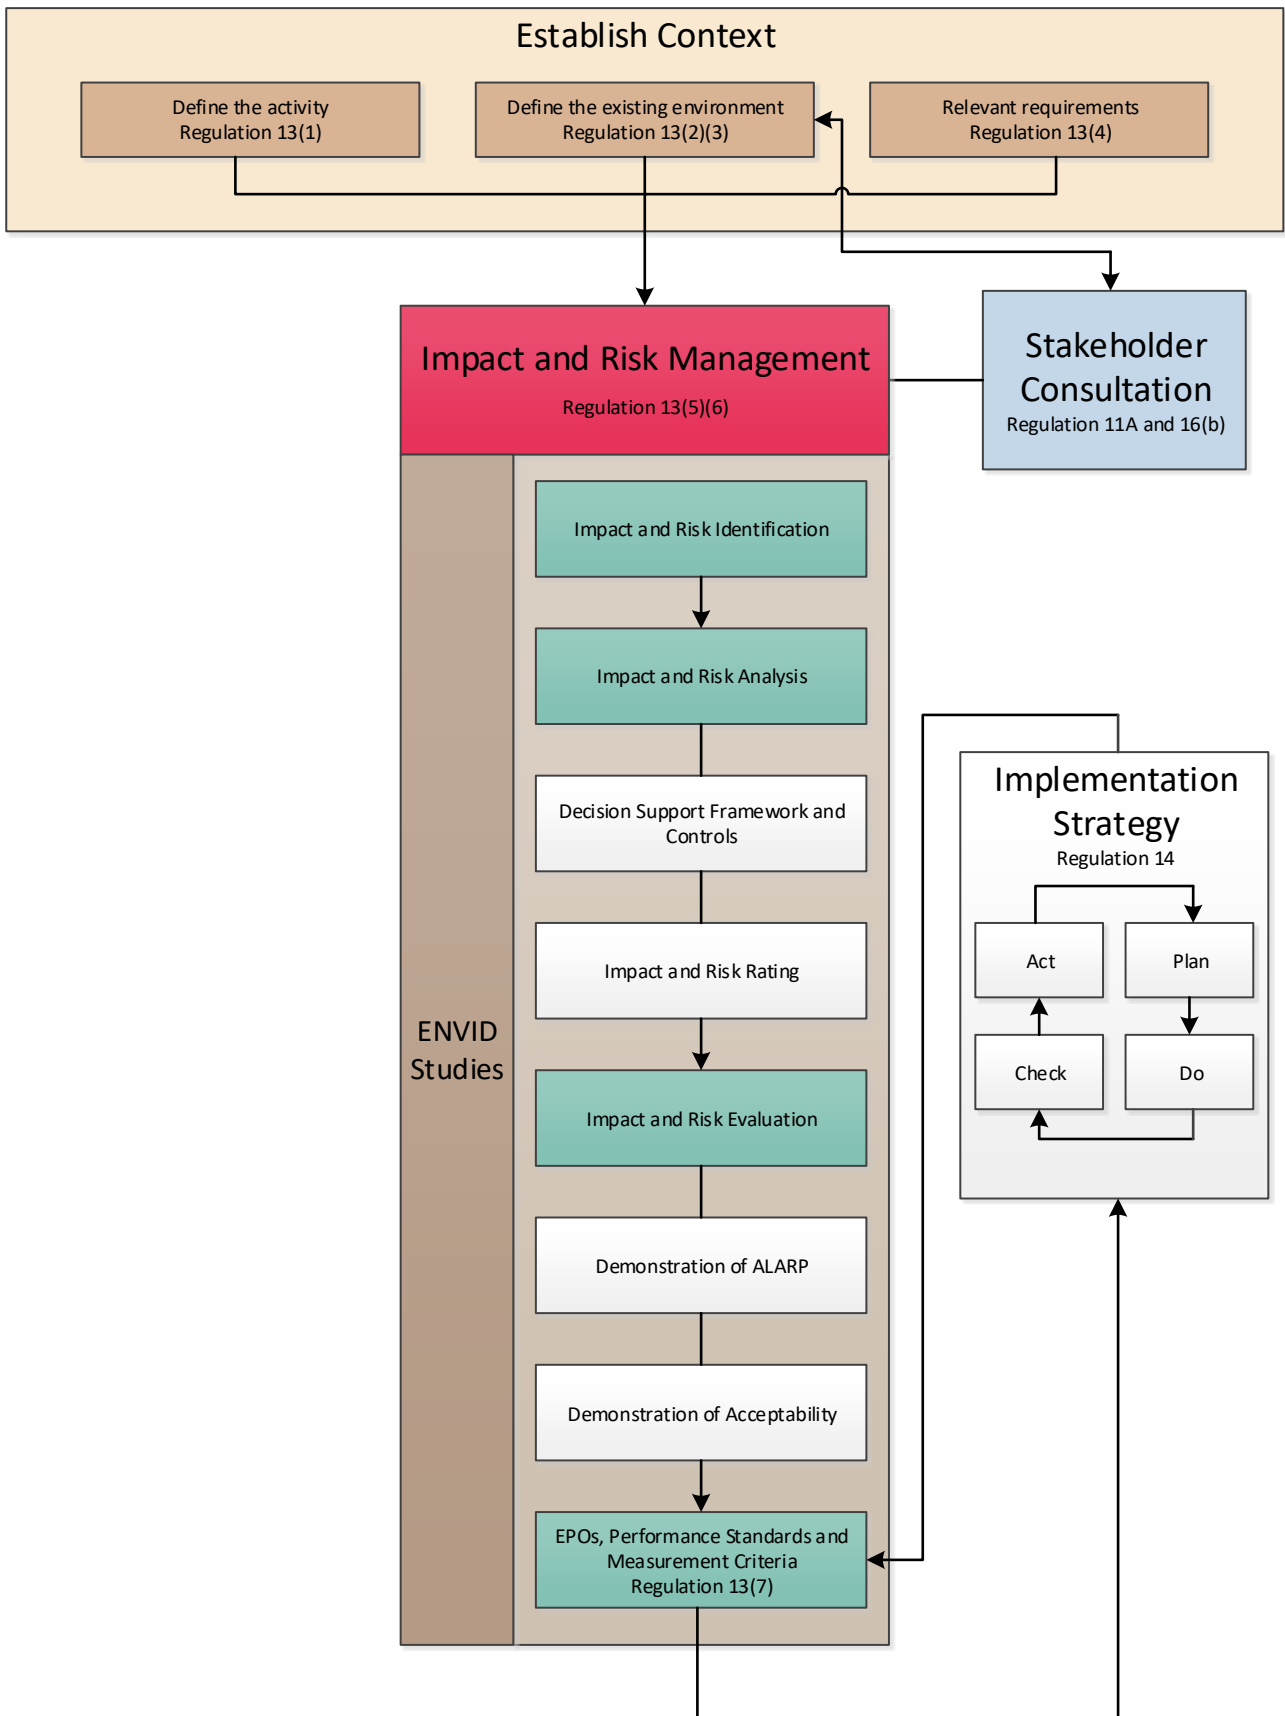 Establish Context
Define the activity
Regulation 13(1)
Define the existing environment
Regulation 13(2)(3)
Relevant requirements
Regulation 13(4)
Impact and Risk Management
Regulation 13(5)(6)
Stakeholder
Consultation
Regulation 11A and 16(b)
ENVID
Studies
Impact and Risk Identification
Impact and Risk Analysis
Decision Support Framework and
Controls
Impact and Risk Rating
Impact and Risk Evaluation
Demonstration of ALARP
Demonstration of Acceptability
EPOs, Performance Standards and
Measurement Criteria
Regulation 13(7)
Implementation
Strategy
Regulation 14
Act
Plan
Check
Do